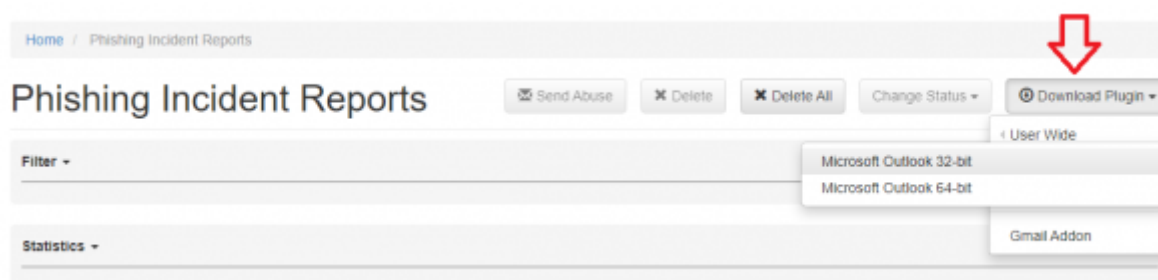 Home / Phishing Incident Reports
Phishing Incident Reports
Send Abuse
Delete
Delete All
Change Status
Download Plugin
User Wide
Filter
Microsoft Outlook 32-bit
Microsoft Outlook 64-bit
Gmail Addon
Statistics